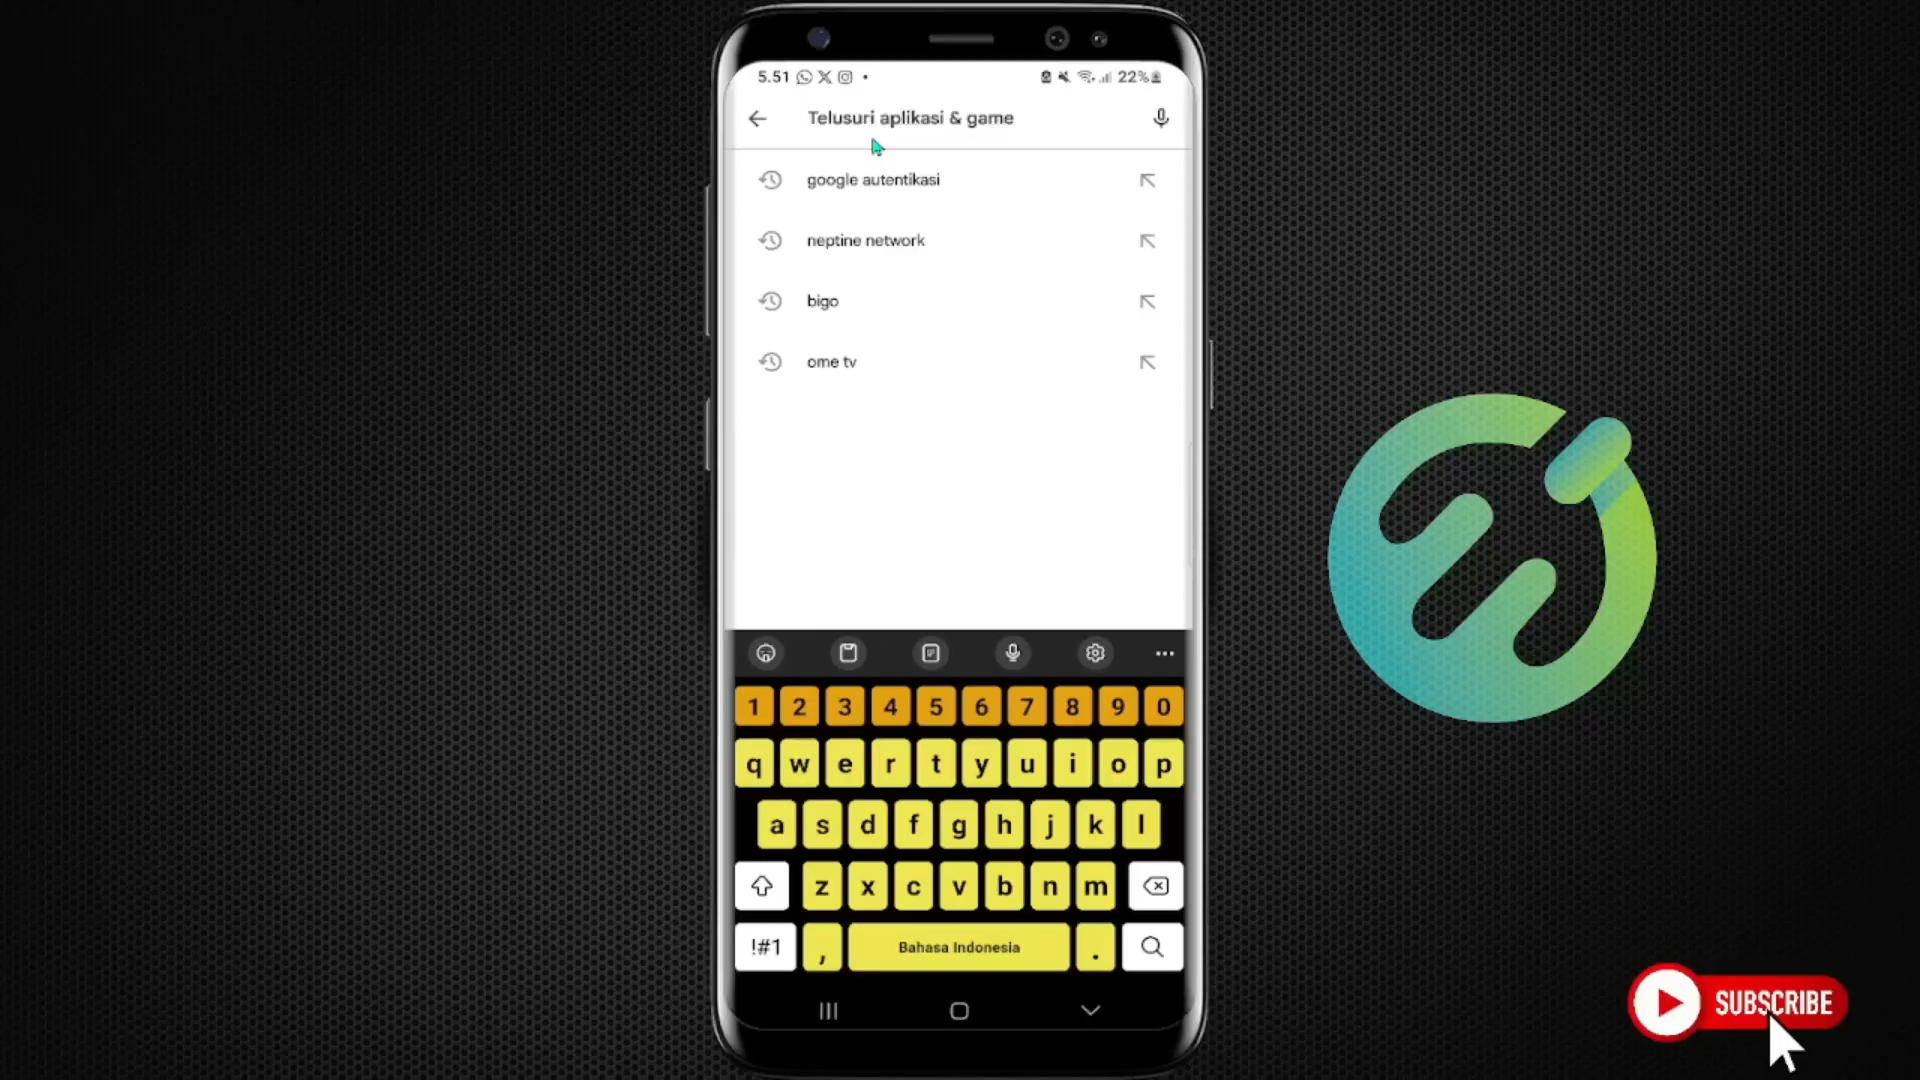 5.51 22%
Telusuri aplikasi & game
google autentikasi
neptine network
bigo
ome tv
1 2 3 4 5 6 7 8 9 0
q w e r t y u i o p
a s d f g h j k l
z x c v b n m
!#1 , Bahasa Indonesia .
SUBSCRIBE